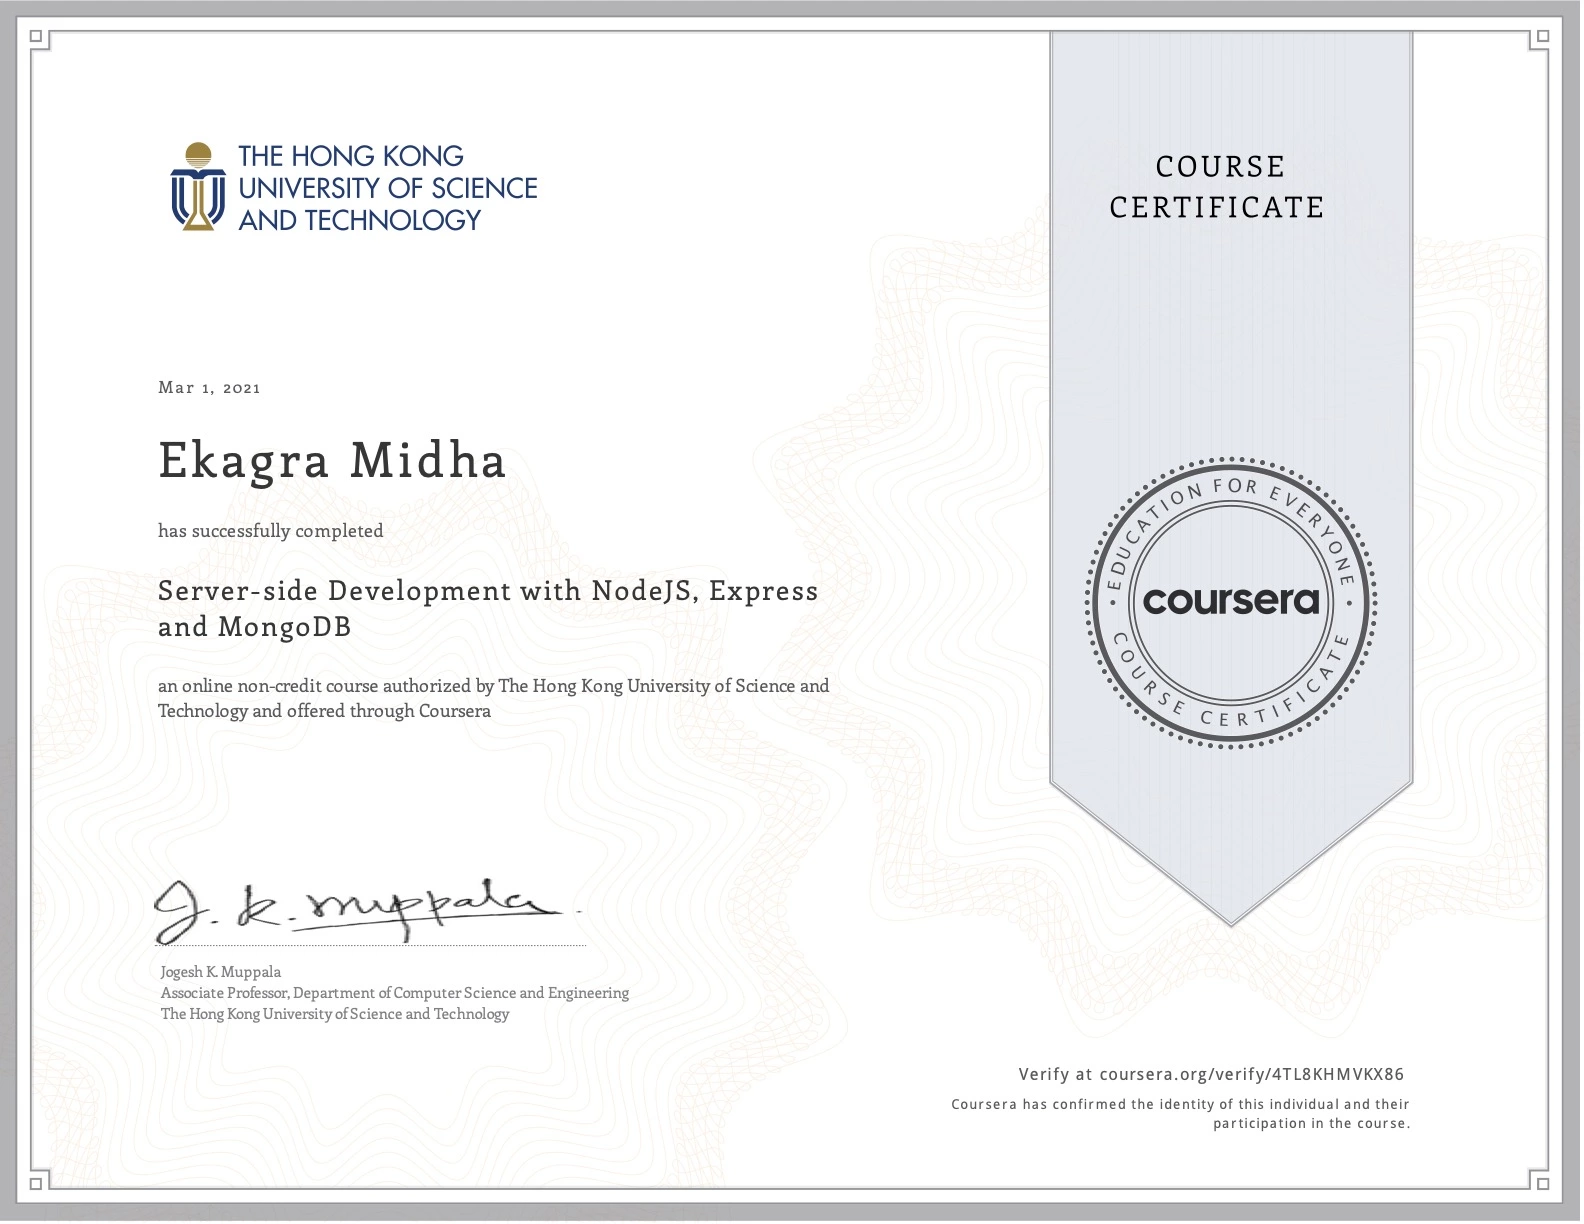 THE HONG KONG
UNIVERSITY OF SCIENCE
AND TECHNOLOGY
COURSE
CERTIFICATE
Mar 1, 2021
Ekagra Midha
has successfully completed
Server-side Development with NodeJS, Express
and MongoDB
an online non-credit course authorized by The Hong Kong University of Science and
Technology and offered through Coursera
EDUCATION FOR EVERYONE
coursera
COURSE CERTIFICATE
J. K. Muppala
Jogesh K. Muppala
Associate Professor, Department of Computer Science and Engineering
The Hong Kong University of Science and Technology
Verify at coursera.org/verify/4TL8KHMVKX86
Coursera has confirmed the identity of this individual and their
participation in the course.